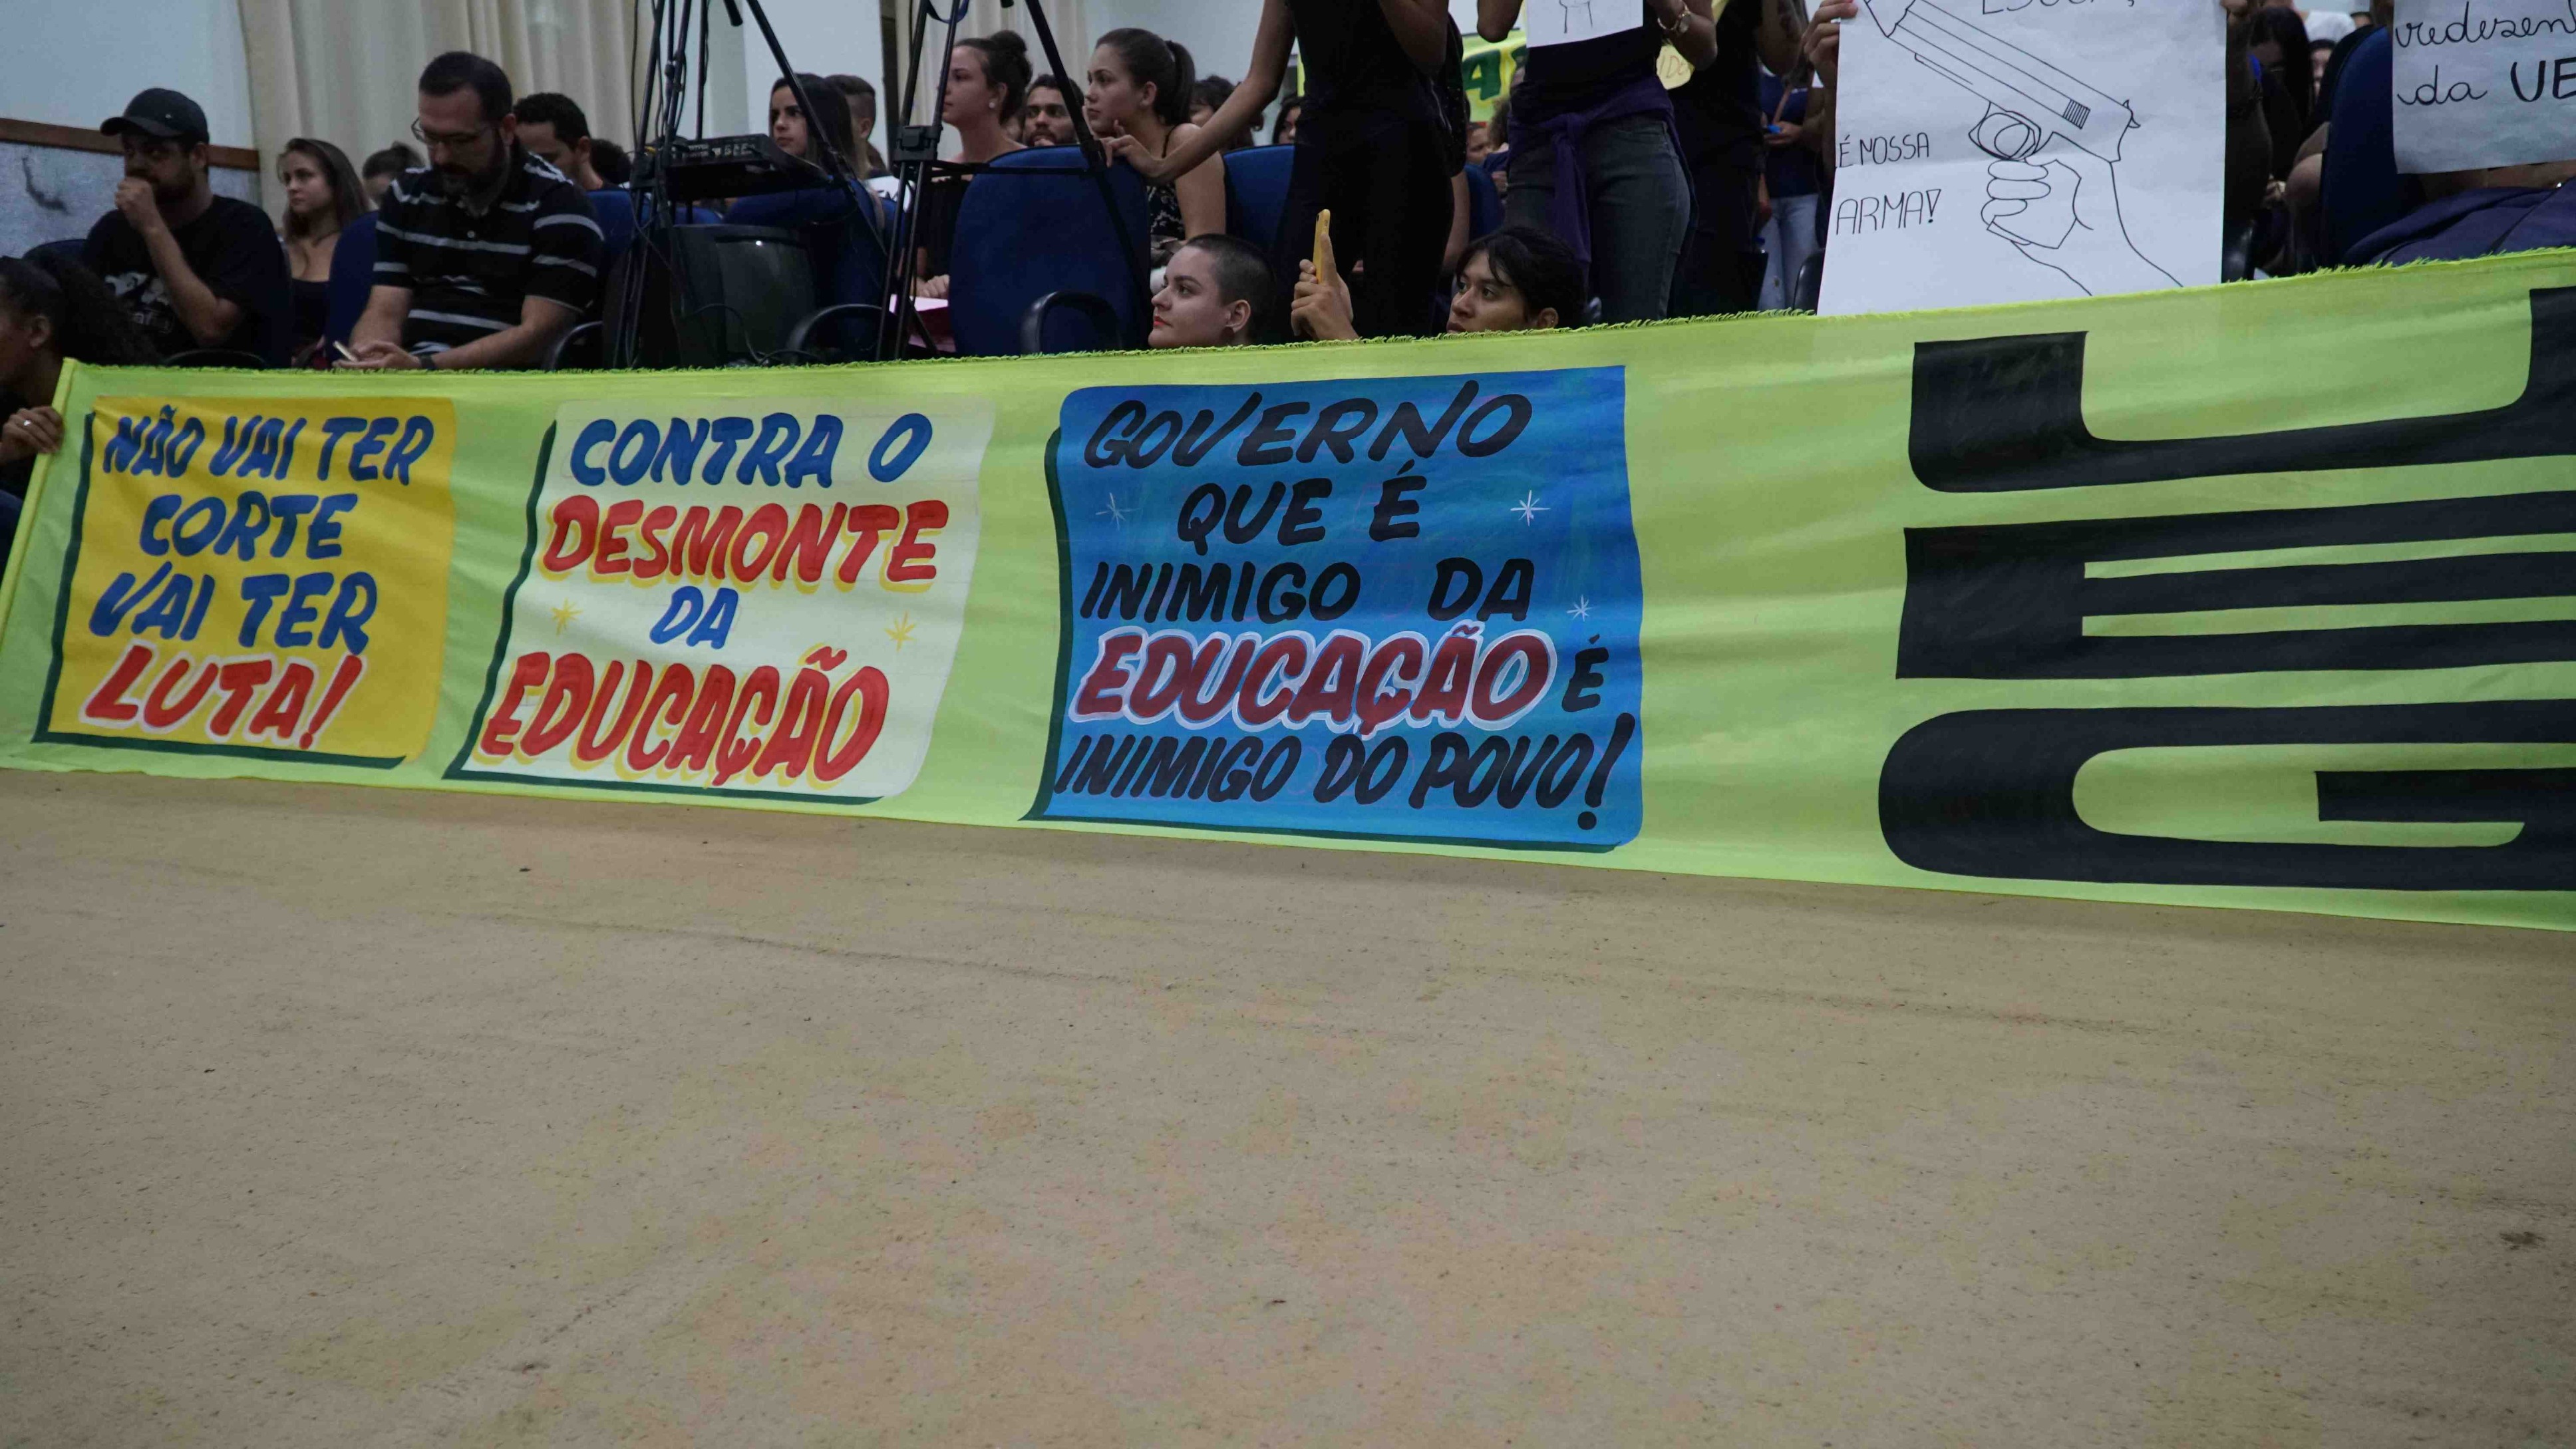 É NOSSA
ARMA!
da
NÃO VAI TER
CORTE
VAI TER
LUTA!
CONTRA O
DESMONTE
DA
EDUCAÇÃO
GOVERNO
QUE É
INIMIGO DA
EDUCAÇÃO É
INIMIGO DO POVO!